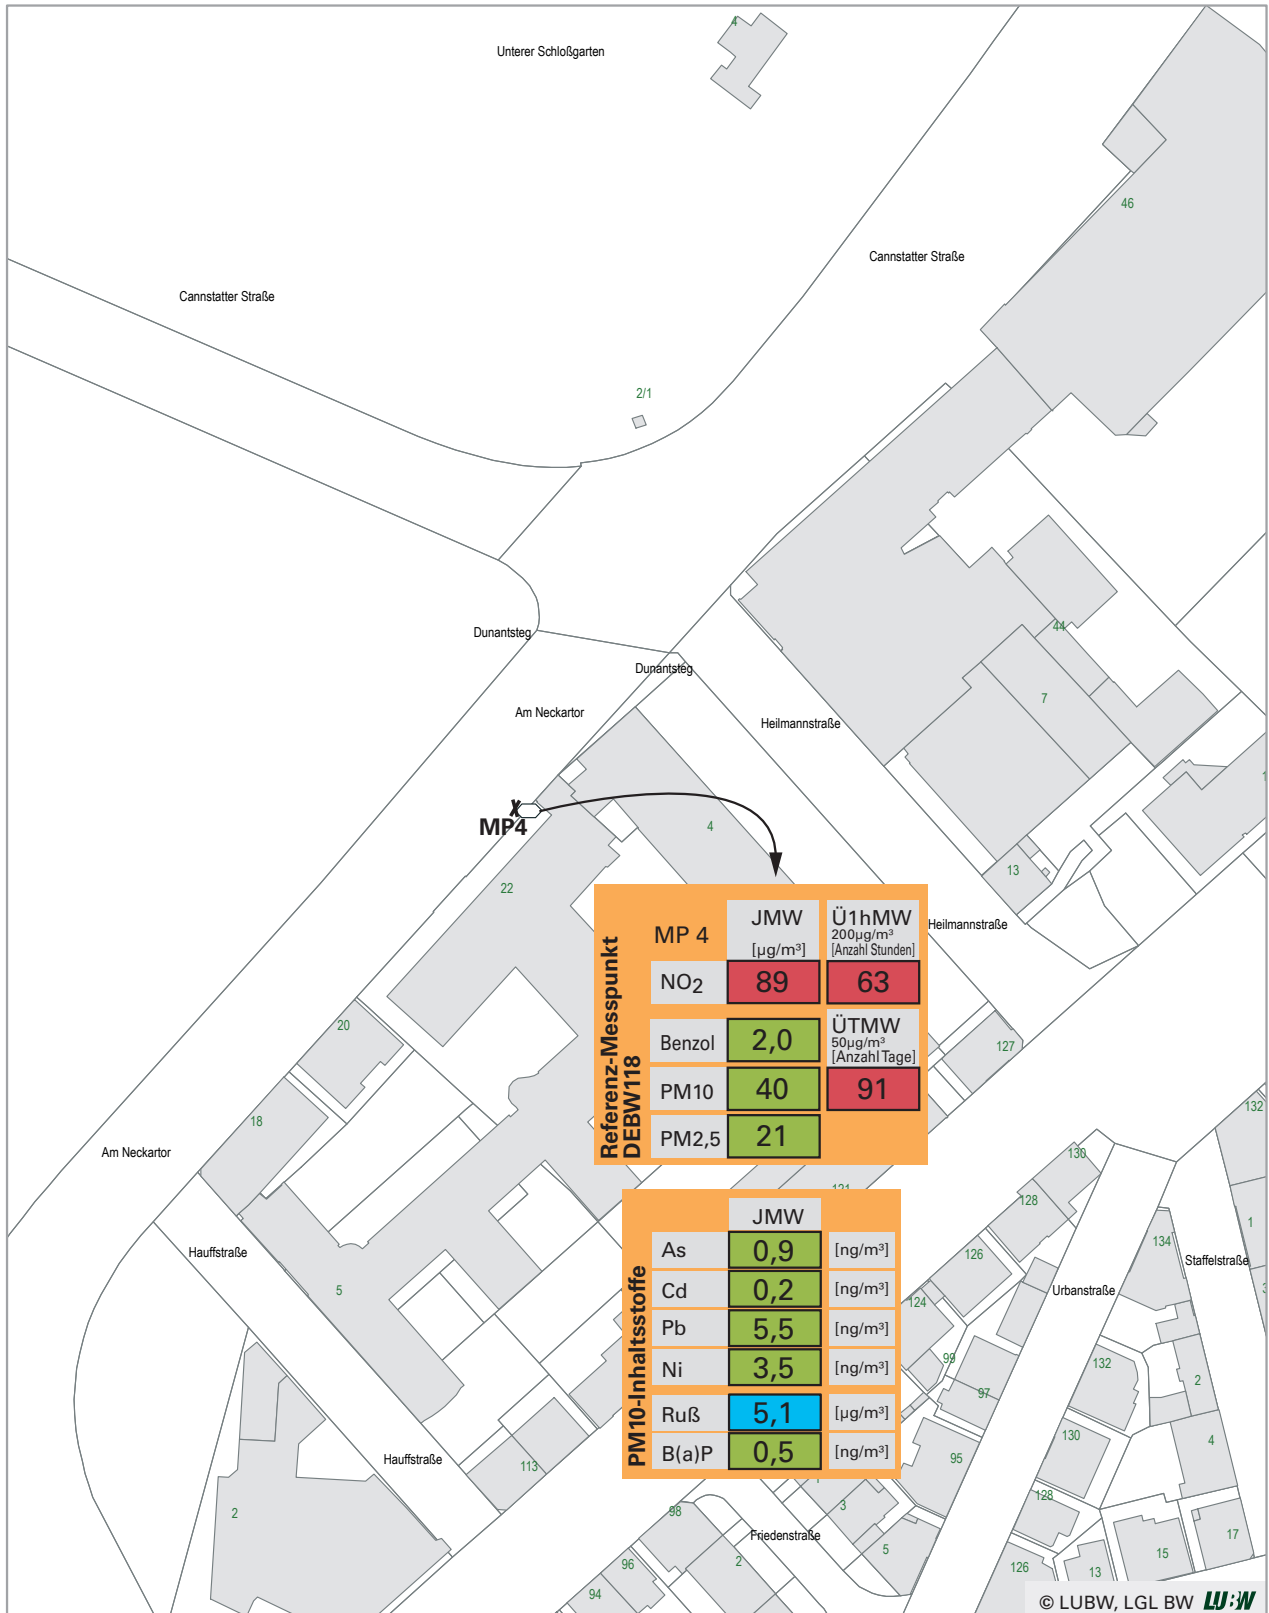 4
Unterer Schloßgarten
46
Cannstatter Straße
Cannstatter Straße
2/1
44
Dunantsteg
Dunantsteg
7
Am Neckartor
Heilmannstraße
MP4
4
13
22
Heilmannstraße
20
127
18
Am Neckartor
132
130
128
1
134
126
Staffelstraße
Hauffstraße
5
Urbanstraße
124
99
132
2
97
130
4
95
Hauffstraße
113
128
2
98
3
17
Friedenstraße
5
15
96
2
126
13
94
Referenz-Messpunkt
DEBW118
MP 4
JMW
[µg/m³]
Ü1hMW
200µg/m³
[Anzahl Stunden]
NO2
89
63
Benzol
2,0
ÜTMW
50µg/m³
[Anzahl Tage]
PM10
40
91
PM2,5
21
PM10-Inhaltsstoffe
JMW
As
0,9
[ng/m³]
Cd
0,2
[ng/m³]
Pb
5,5
[ng/m³]
Ni
3,5
[ng/m³]
Ruß
5,1
[µg/m³]
B(a)P
0,5
[ng/m³]
© LUBW, LGL BW LU:W